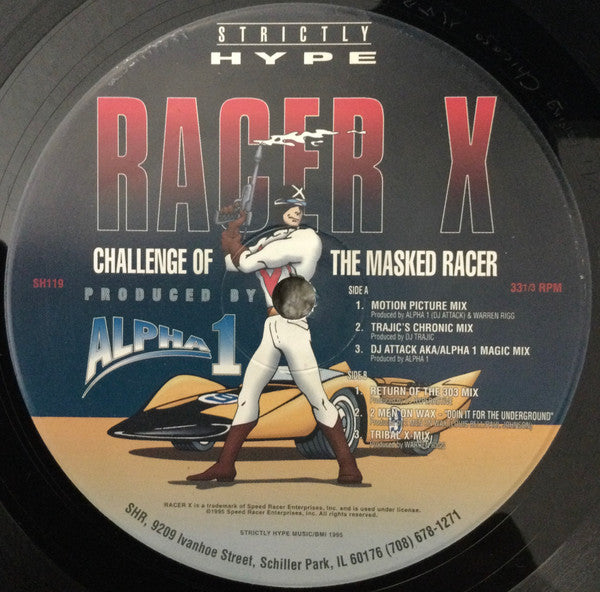 STRICTLY
HYPE
RACER X
CHALLENGE OF THE MASKED RACER
SH119
33 1/3 RPM
PRODUCED BY
ALPHA 1
SIDE A
1. MOTION PICTURE MIX
Produced by ALPHA 1 (DJ ATTACK) & WARREN RIGG
2. TRAJIC'S CHRONIC MIX
Produced by DJ TRAJIC
3. DJ ATTACK AKA/ALPHA 1 MAGIC MIX
Produced by ALPHA 1
SIDE B
1. RETURN OF THE 303 MIX
2. 2 MEN ON WAX - "DOIN IT FOR THE UNDERGROUND"
3. TRIBAL X MIX
produced by WARREN RIGG
RACER X is a trademark of Speed Racer Enterprises, Inc. and is used under license.
©1995 Speed Racer Enterprises, Inc. All rights reserved.
STRICTLY HYPE MUSIC/BMI 1995
SHR, 9209 Ivanhoe Street, Schiller Park, IL 60176 (708) 678-1271